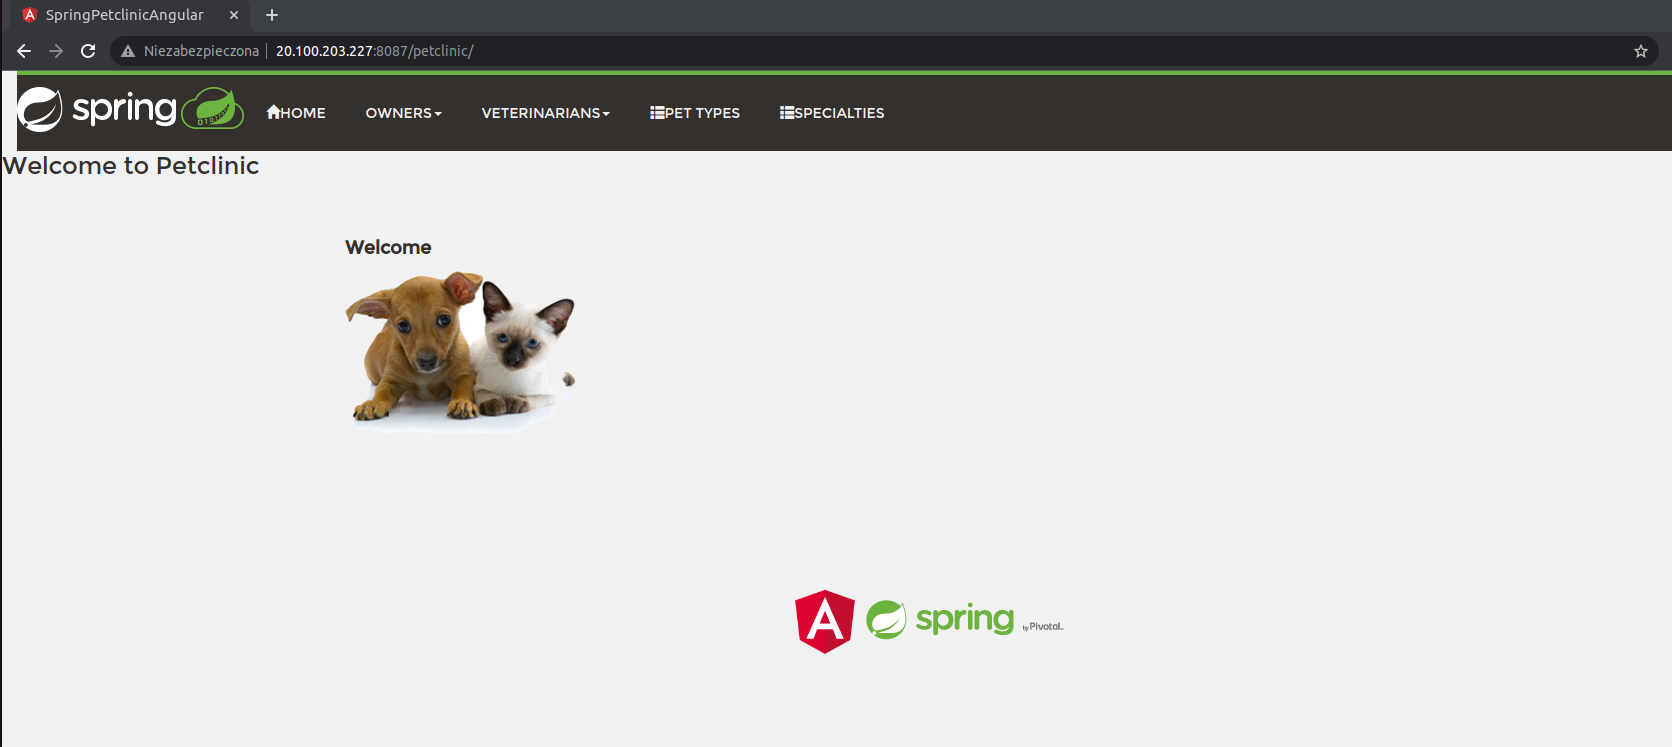 SpringPetclinicAngular
Niezabezpieczona 20.100.203.227:8087/petclinic/
spring HOME OWNERS VETERINARIANS PET TYPES SPECIALTIES
Welcome to Petclinic
Welcome
A spring by Pivotal.